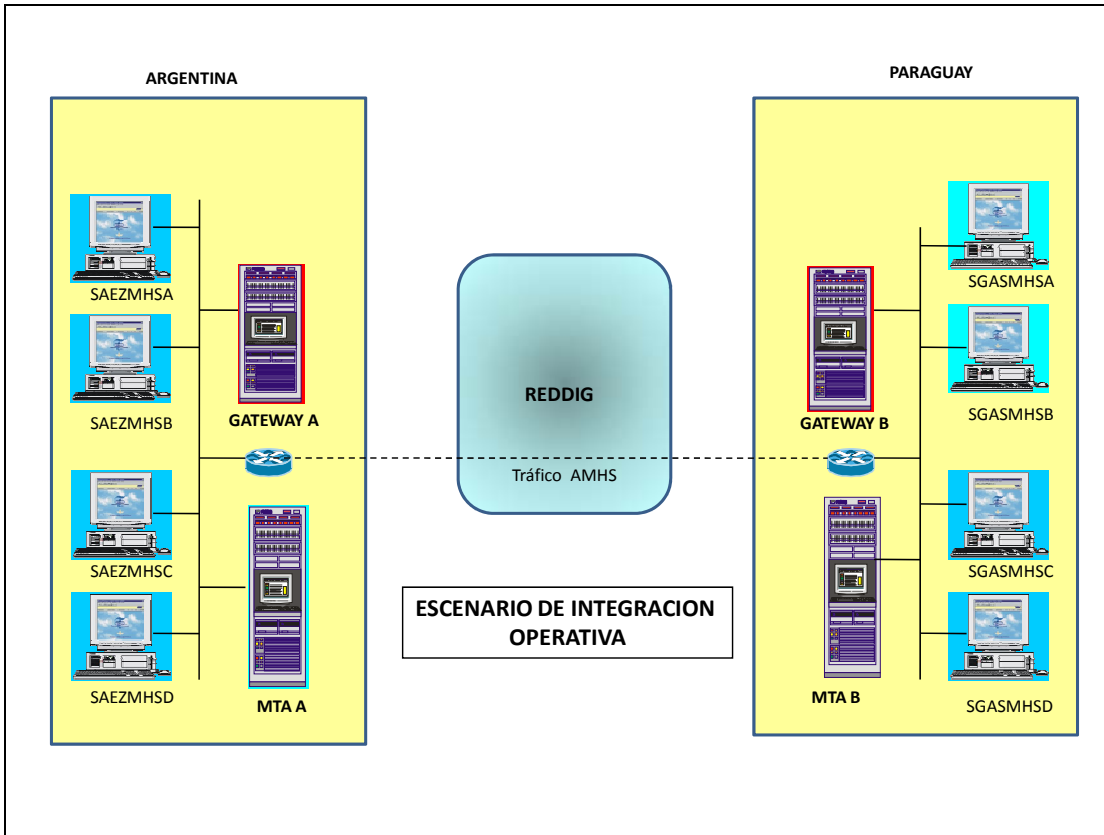 ARGENTINA
PARAGUAY
SAEZMHSA
SAEZMHSB
GATEWAY A
SAEZMHSC
SAEZMHSD
MTA A
REDDIG
Tráfico AMHS
ESCENARIO DE INTEGRACION
OPERATIVA
SGASMHSA
SGASMHSB
GATEWAY B
SGASMHSC
SGASMHSD
MTA B